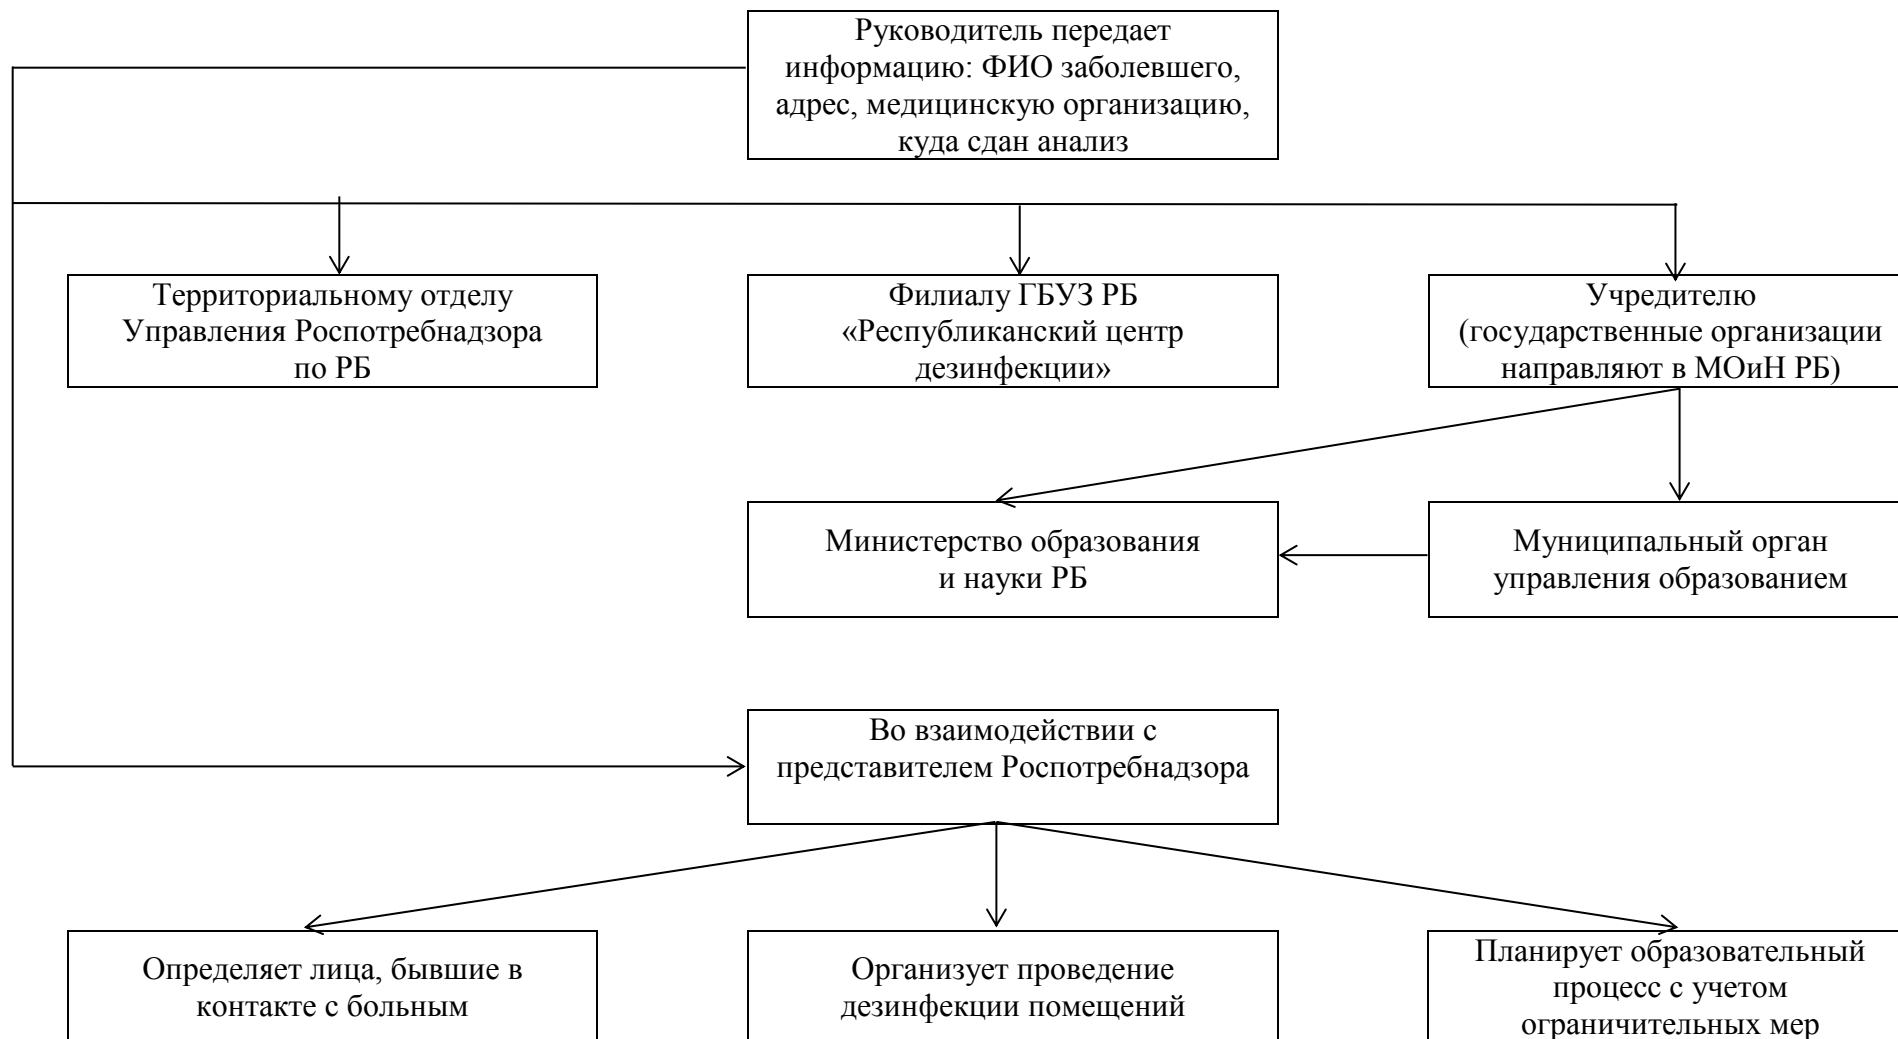 Руководитель передает
информацию: ФИО заболевшего,
адрес, медицинскую организацию,
куда сдан анализ
Территориальному отделу
Управления Роспотребнадзора
по РБ
Филиалу ГБУЗ РБ
«Республиканский центр
дезинфекции»
Учредителю
(государственные организации
направляют в МОиН РБ)
Министерство образования
и науки РБ
Муниципальный орган
управления образованием
Во взаимодействии с
представителем Роспотребнадзора
Определяет лица, бывшие в
контакте с больным
Организует проведение
дезинфекции помещений
Планирует образовательный
процесс с учетом
ограничительных мер